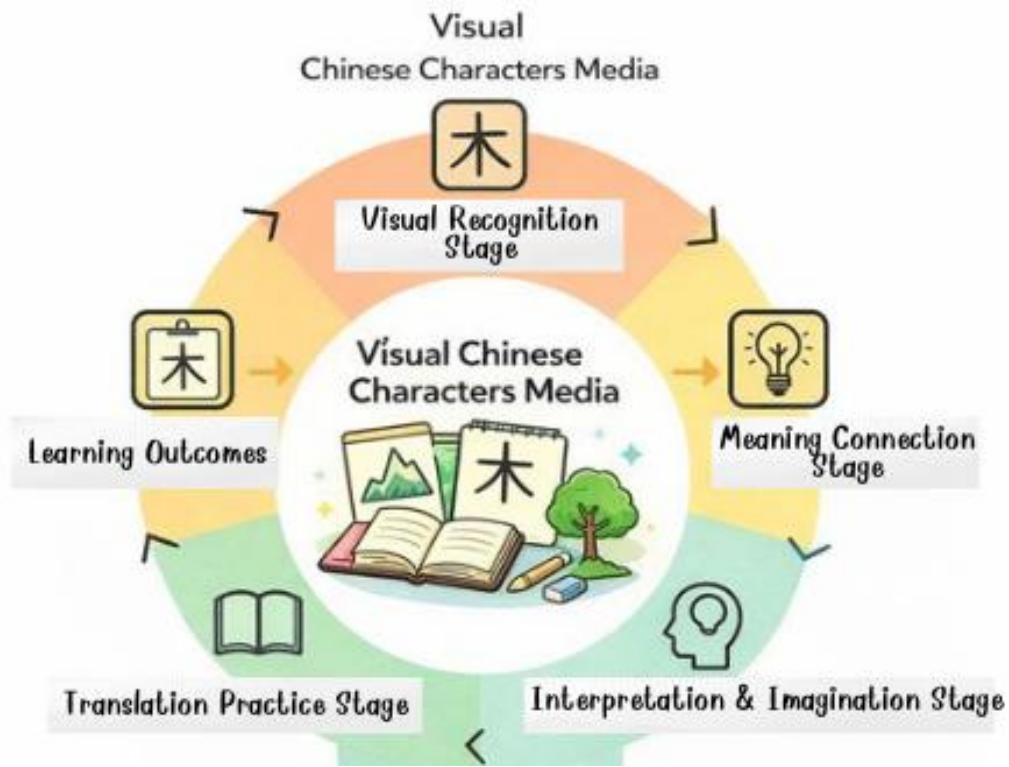 Visual
Chinese Characters Media
木
Visual Recognition
Stage
木
Learning Outcomes
Visual Chinese
Characters Media
木
Meaning Connection
Stage
Translation Practice Stage
Interpretation & Imagination Stage